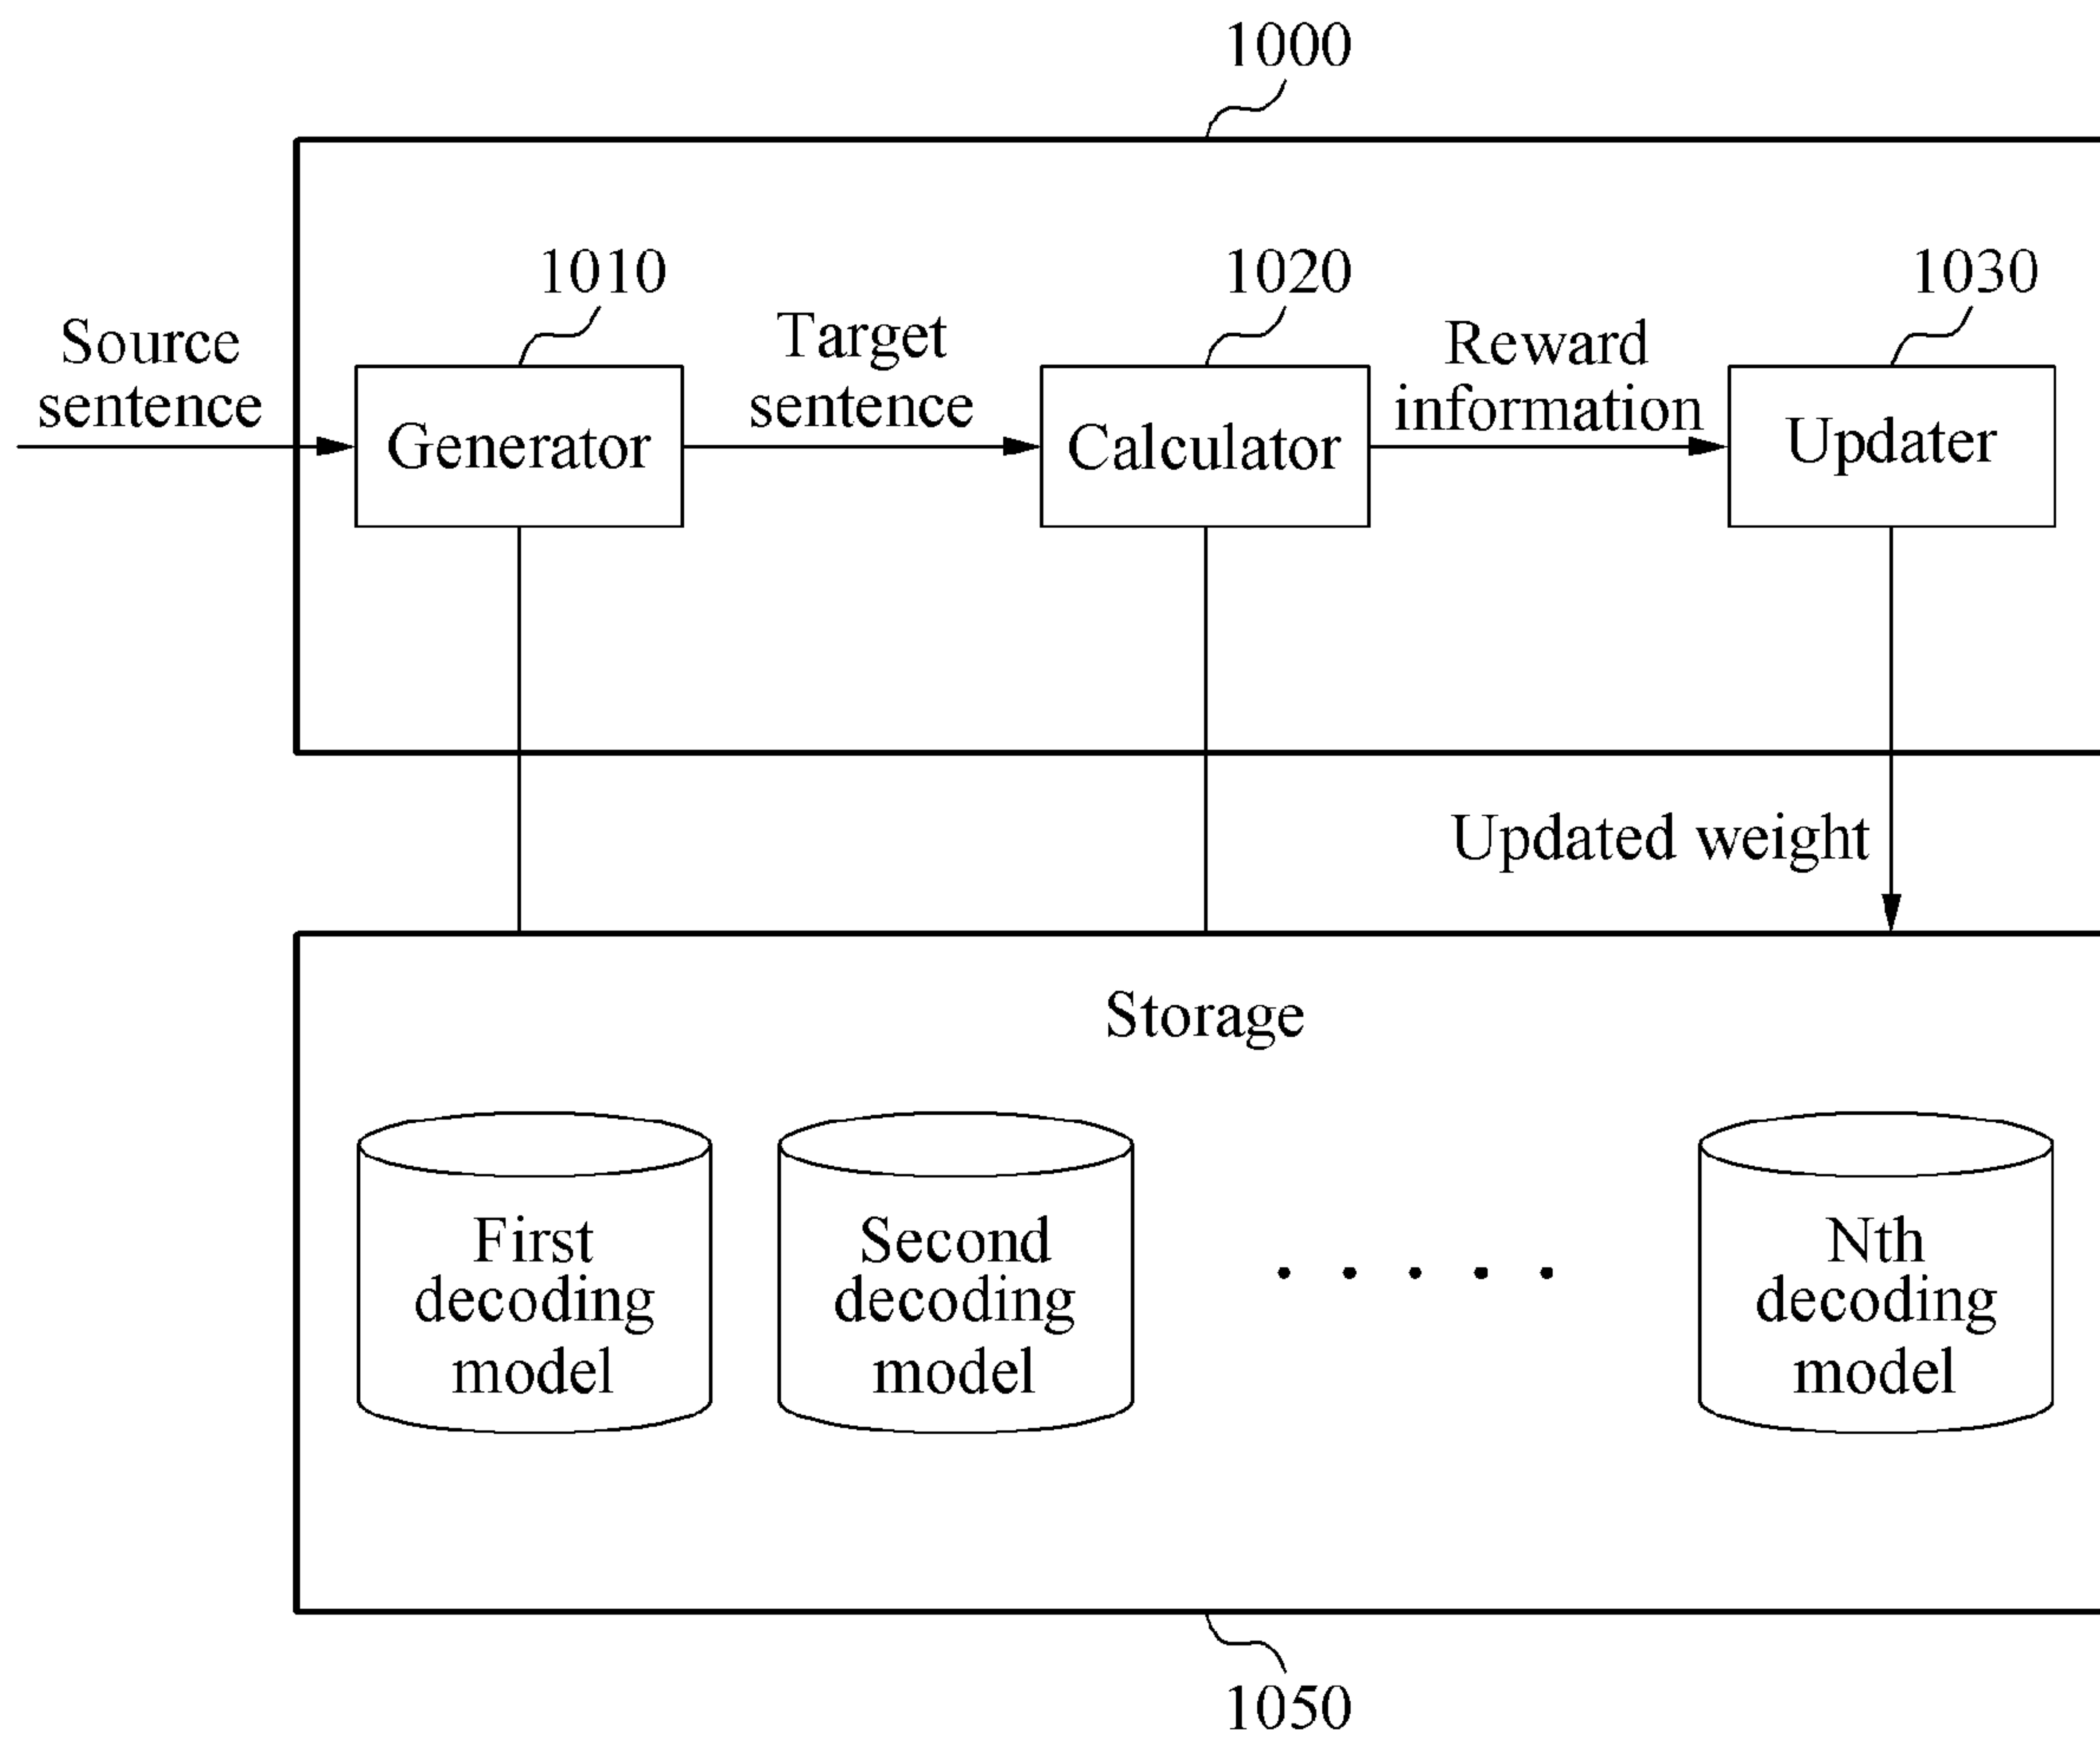 1000
1010
1020
1030
Source
sentence
Target
sentence
Reward
information
Generator
Calculator
Updater
Updated weight
Storage
First
decoding
model
Second
decoding
model
. . . . .
Nth
decoding
model
1050